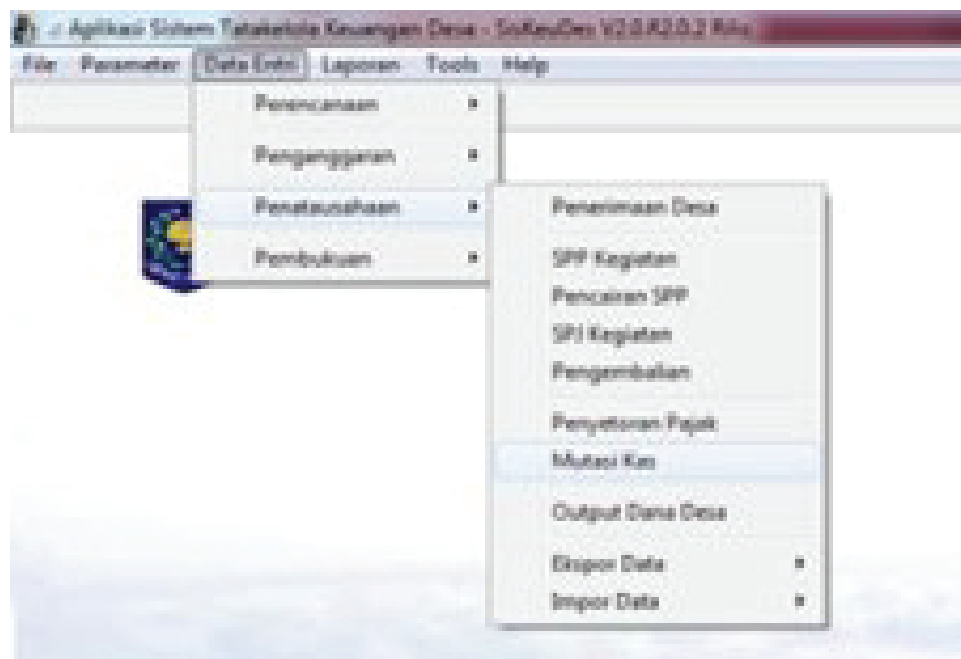 Aplikasi Sistem Tatakelola Keuangan Desa - SisKeuDes V2.0.R2.0.2
File Parameter Data Entri Laporan Tools Help
Perencanaan
Penganggaran
Penatausahaan
Pembukuan
Penerimaan Desa
SPP Kegiatan
Pencairan SPP
SPJ Kegiatan
Pengembalian
Penyetoran Pajak
Mutasi Kas
Output Dana Desa
Ekspor Data
Impor Data